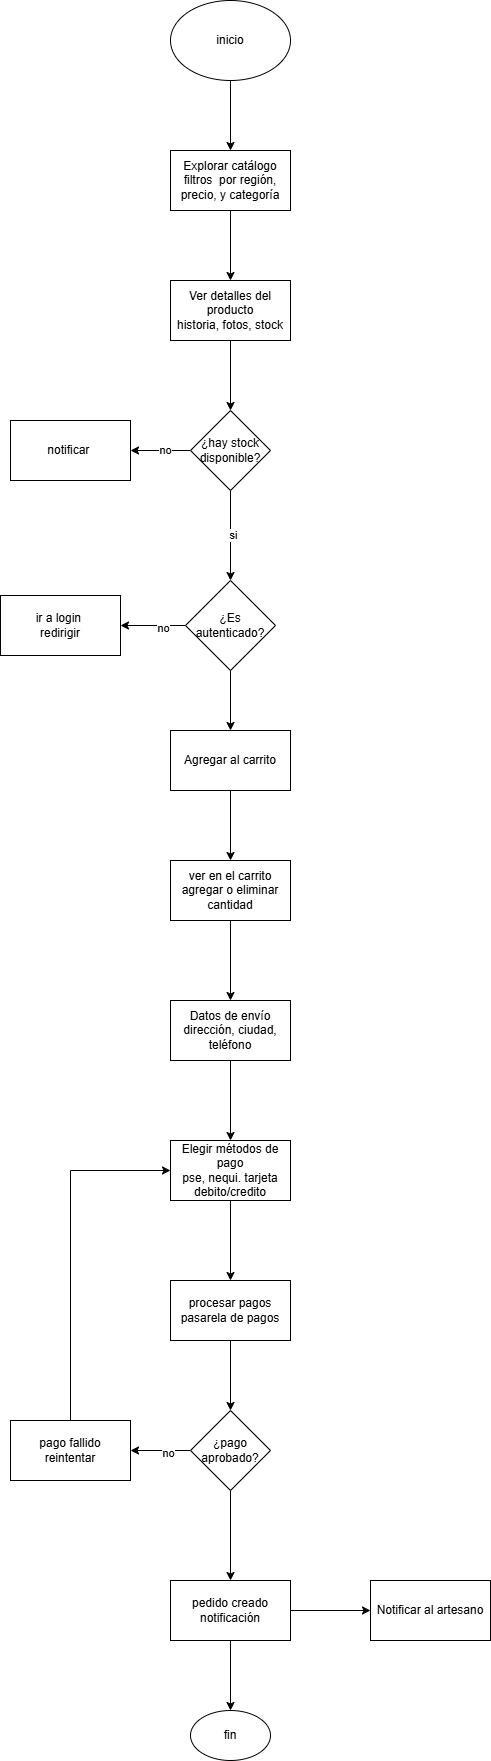 inicio
Explorar catálogo
filtros  por región,
precio, y categoría
Ver detalles del
producto
historia, fotos, stock
¿hay stock
disponible?
no
notificar
si
¿Es
autenticado?
no
ir a login
redirigir
Agregar al carrito
ver en el carrito
agregar o eliminar
cantidad
Datos de envío
dirección, ciudad,
teléfono
Elegir métodos de
pago
pse, nequi. tarjeta
debito/credito
procesar pagos
pasarela de pagos
¿pago
aprobado?
no
pago fallido
reintentar
pedido creado
notificación
Notificar al artesano
fin